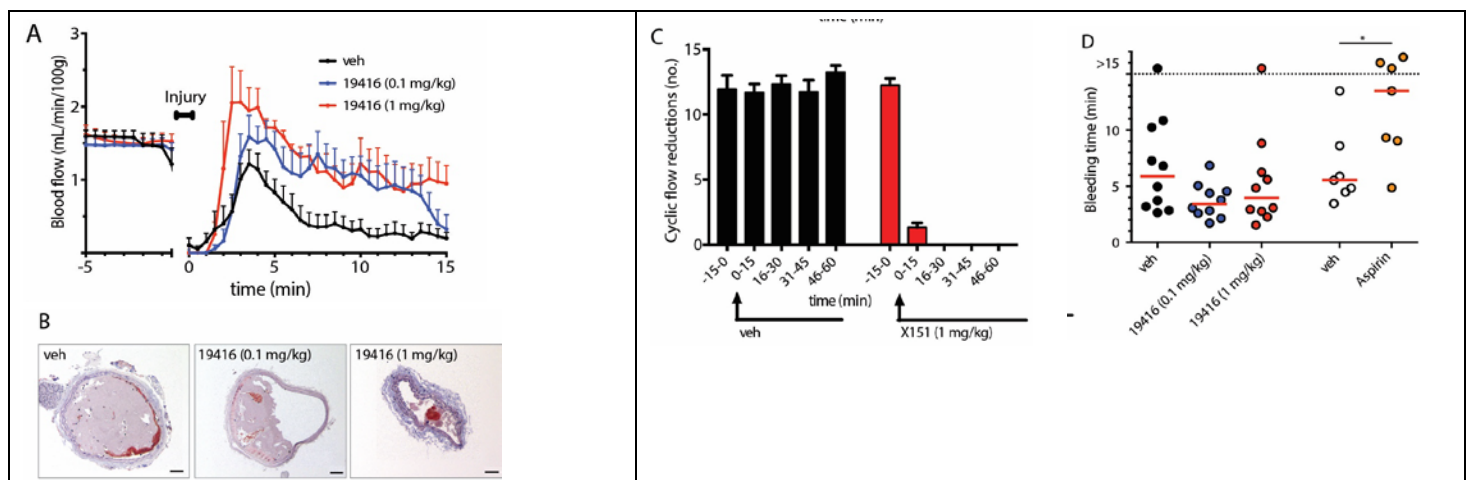 A
Blood flow (mL/min/100g)
3
2
1
Injury
veh
19416 (0.1 mg/kg)
19416 (1 mg/kg)
-5 0 5 10 15
time (min)
B
veh
19416 (0.1 mg/kg)
19416 (1 mg/kg)
C
Cyclic flow reductions (no.)
15
10
5
0
-15-0
0-15
16-30
31-45
46-60
-15-0
0-15
16-30
31-45
46-60
time (min)
veh
X151 (1 mg/kg)
D
*
Bleeding time (min)
>15
10
5
0
veh
19416 (0.1 mg/kg)
19416 (1 mg/kg)
veh
Aspirin